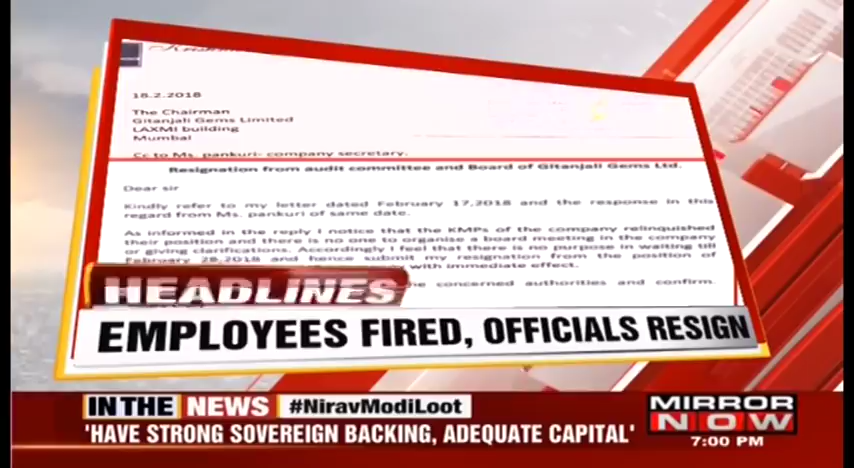 18.2.2018
The Chairman
Gitanjali Gems Limited
LAXMI building
Mumbai
Cc to Ms. pankuri- company secretary.
Resignation from audit committee and Board of Gitanjali Gems Ltd.
Dear sir
Kindly refer to my letter dated February 17,2018 and the response in this
regard from Ms. pankuri of same date.
As informed in the reply I notice that the KMPs of the company relinquished
their position and there is no one to organise a board meeting in the company
or giving clarifications. Accordingly I feel that there is no purpose in waiting till
February 28,2018 and hence submit my resignation from the position of
with immediate effect.
concerned authorities and confirm.
HEADLINES
EMPLOYEES FIRED, OFFICIALS RESIGN
IN THE NEWS #NiravModiLoot
'HAVE STRONG SOVEREIGN BACKING, ADEQUATE CAPITAL'
MIRROR
NOW
7:00 PM